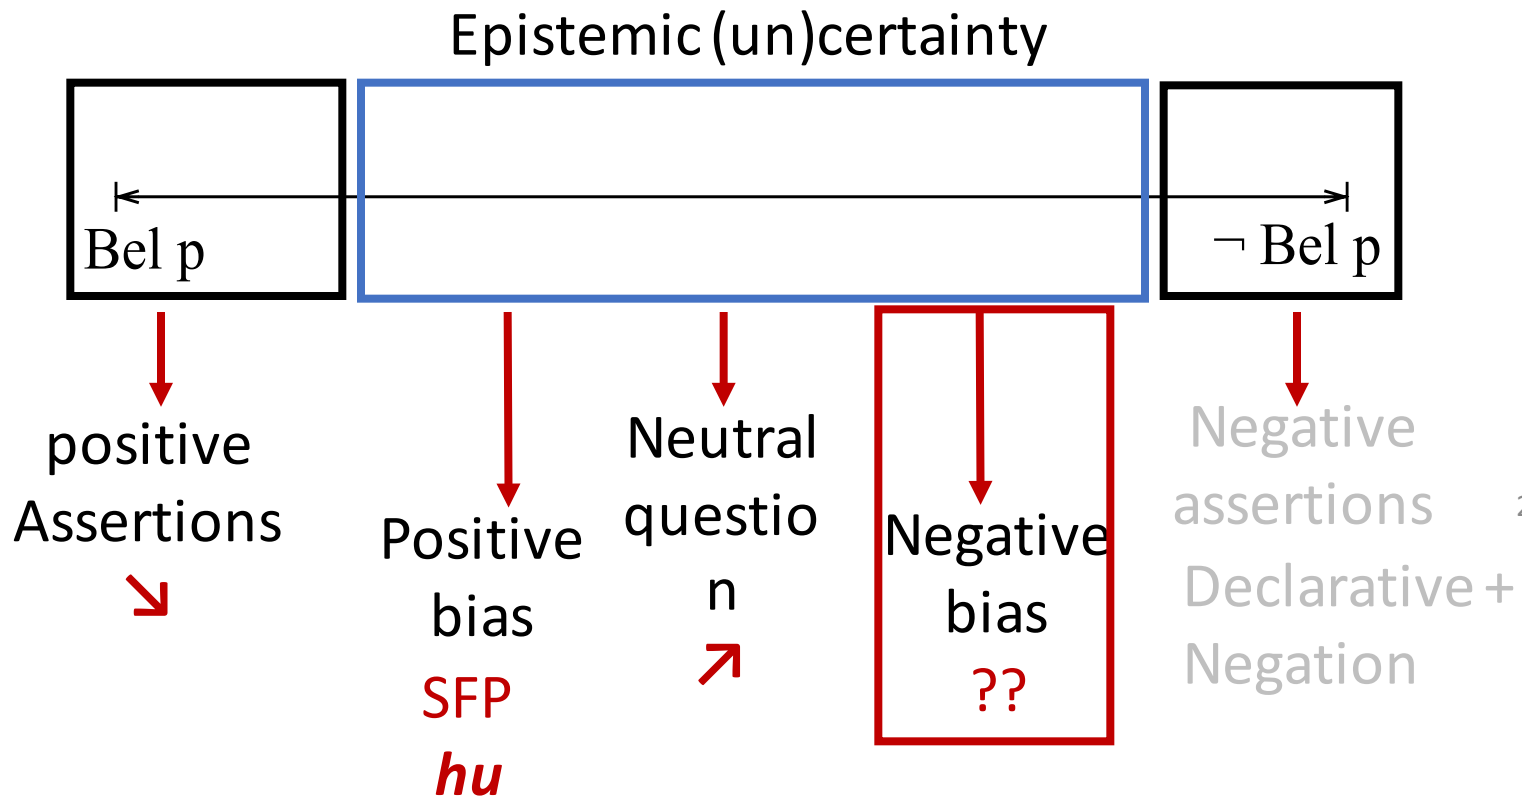 Epistemic (un)certainty
Bel p
¬ Bel p
positive
Assertions
↘
Positive
bias
SFP
hu
Neutral
questio
n
↗
Negative
bias
??
Negative
assertions
Declarative +
Negation